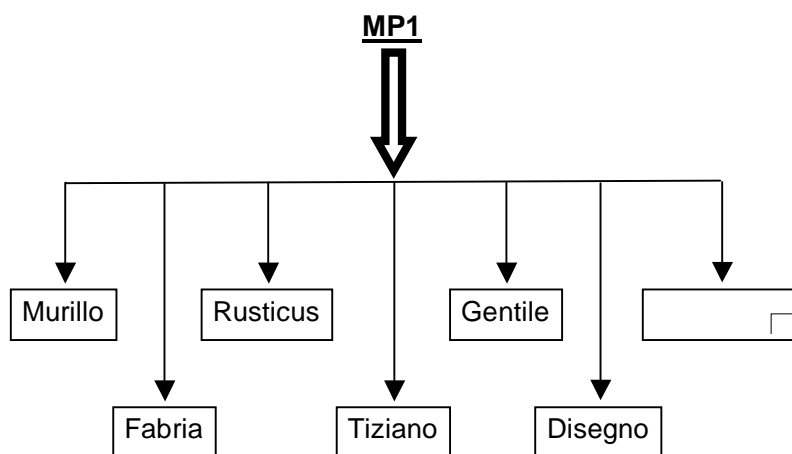 MP1
Murillo
Rusticus
Gentile
Fabria
Tiziano
Disegno